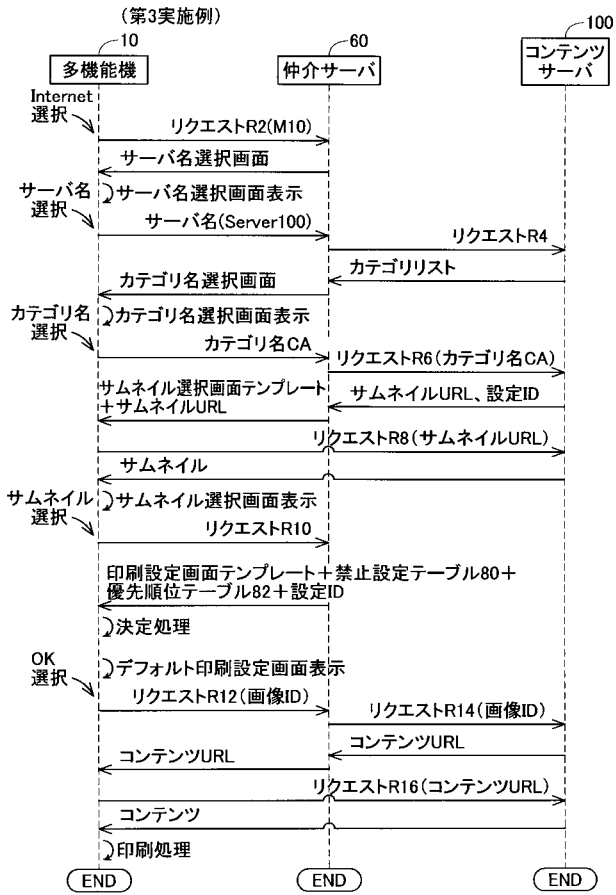 (第3実施例)
10
60
100
多機能機
仲介サーバ
コンテンツ
サーバ
Internet
選択
リクエストR2(M10)
サーバ名選択画面
サーバ名選択画面表示
サーバ名
選択
サーバ名(Server100)
リクエストR4
カテゴリリスト
カテゴリ名選択画面
カテゴリ名選択画面表示
カテゴリ名
選択
カテゴリ名CA
リクエストR6(カテゴリ名CA)
サムネイルURL、設定ID
サムネイル選択画面テンプレート
+サムネイルURL
リクエストR8(サムネイルURL)
サムネイル
サムネイル選択画面表示
サムネイル
選択
リクエストR10
印刷設定画面テンプレート+禁止設定テーブル80+
優先順位テーブル82+設定ID
決定処理
デフォルト印刷設定画面表示
OK
選択
リクエストR12(画像ID)
リクエストR14(画像ID)
コンテンツURL
コンテンツURL
リクエストR16(コンテンツURL)
コンテンツ
印刷処理
END
END
END